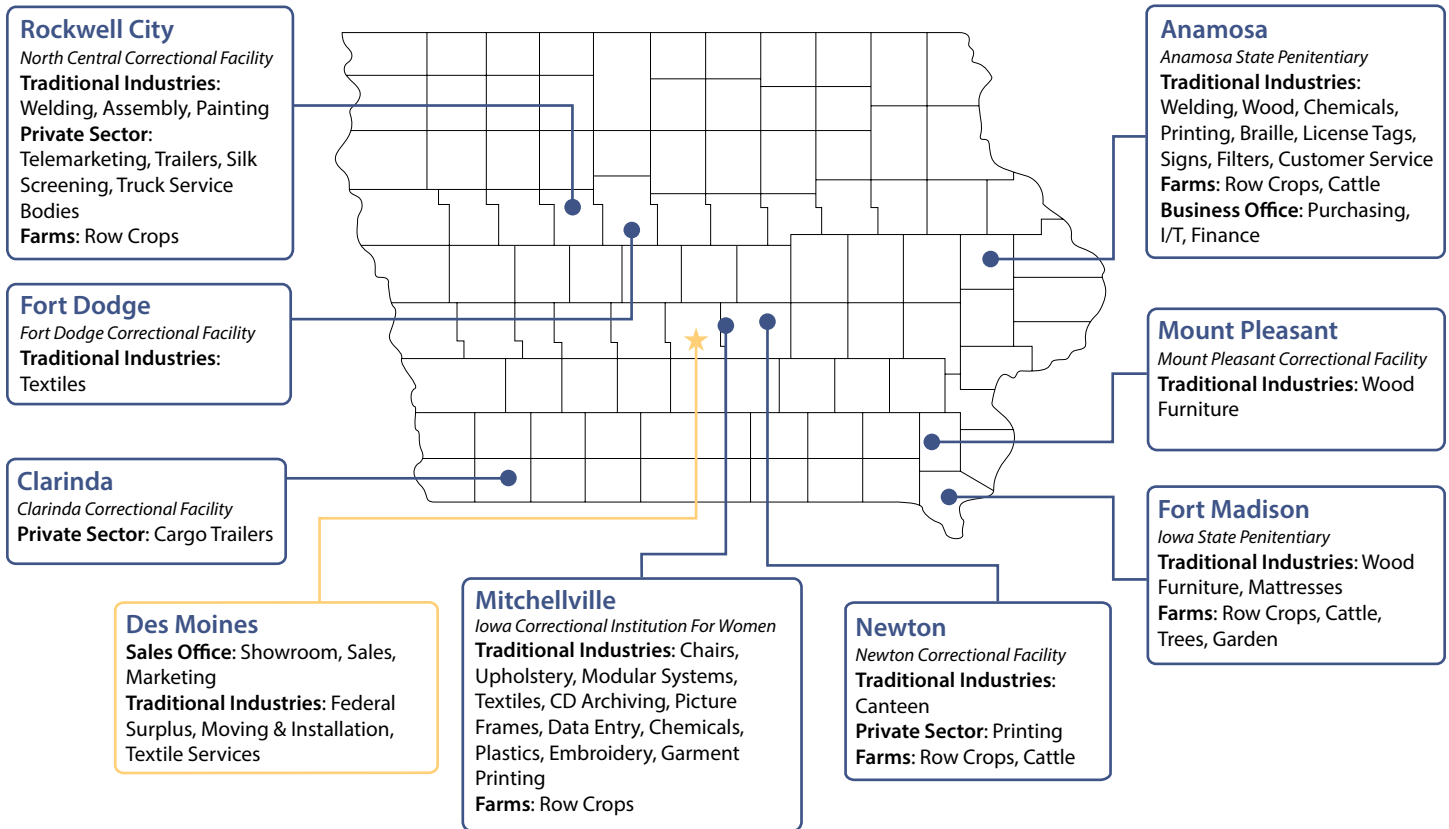 Rockwell City
North Central Correctional Facility
Traditional Industries:
Welding, Assembly, Painting
Private Sector:
Telemarketing, Trailers, Silk
Screening, Truck Service
Bodies
Farms: Row Crops
Fort Dodge
Fort Dodge Correctional Facility
Traditional Industries:
Textiles
Clarinda
Clarinda Correctional Facility
Private Sector: Cargo Trailers
Des Moines
Sales Office: Showroom, Sales,
Marketing
Traditional Industries: Federal
Surplus, Moving & Installation,
Textile Services
Mitchellville
Iowa Correctional Institution For Women
Traditional Industries: Chairs,
Upholstery, Modular Systems,
Textiles, CD Archiving, Picture
Frames, Data Entry, Chemicals,
Plastics, Embroidery, Garment
Printing
Farms: Row Crops
Newton
Newton Correctional Facility
Traditional Industries:
Canteen
Private Sector: Printing
Farms: Row Crops, Cattle
Anamosa
Anamosa State Penitentiary
Traditional Industries:
Welding, Wood, Chemicals,
Printing, Braille, License Tags,
Signs, Filters, Customer Service
Farms: Row Crops, Cattle
Business Office: Purchasing,
I/T, Finance
Mount Pleasant
Mount Pleasant Correctional Facility
Traditional Industries: Wood
Furniture
Fort Madison
Iowa State Penitentiary
Traditional Industries: Wood
Furniture, Mattresses
Farms: Row Crops, Cattle,
Trees, Garden